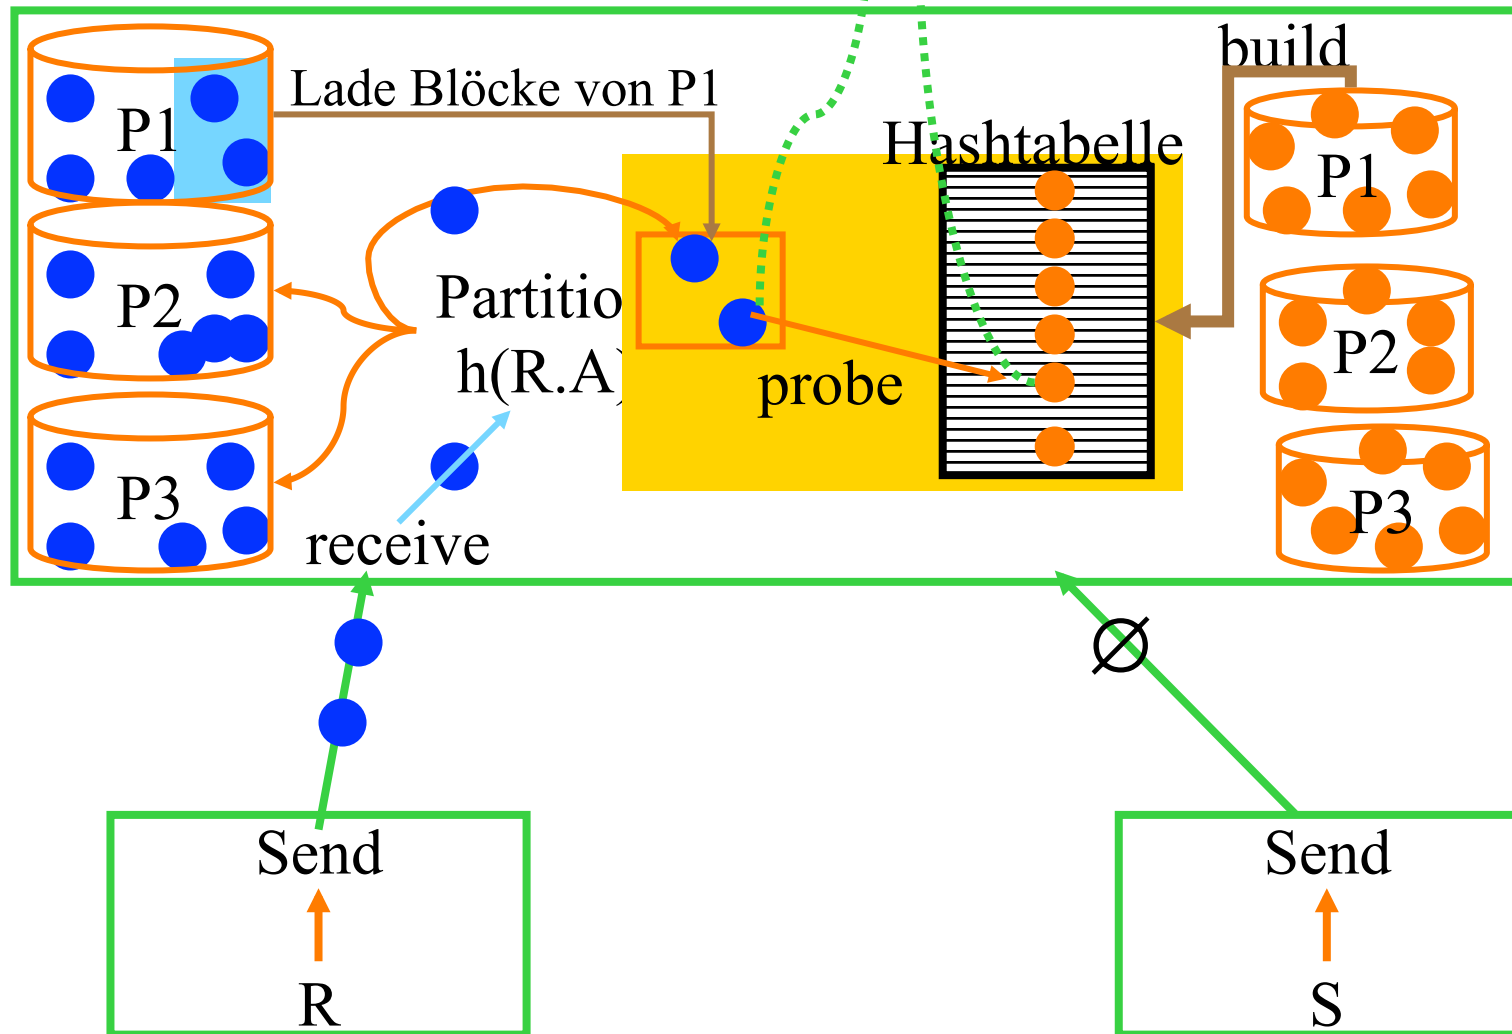 build
Lade Blöcke von P1
Hashtabelle
P1
P1
P2
Partitio
P2
h(R.A)
probe
P3
P3
receive
Ø
Send
Send
R
S